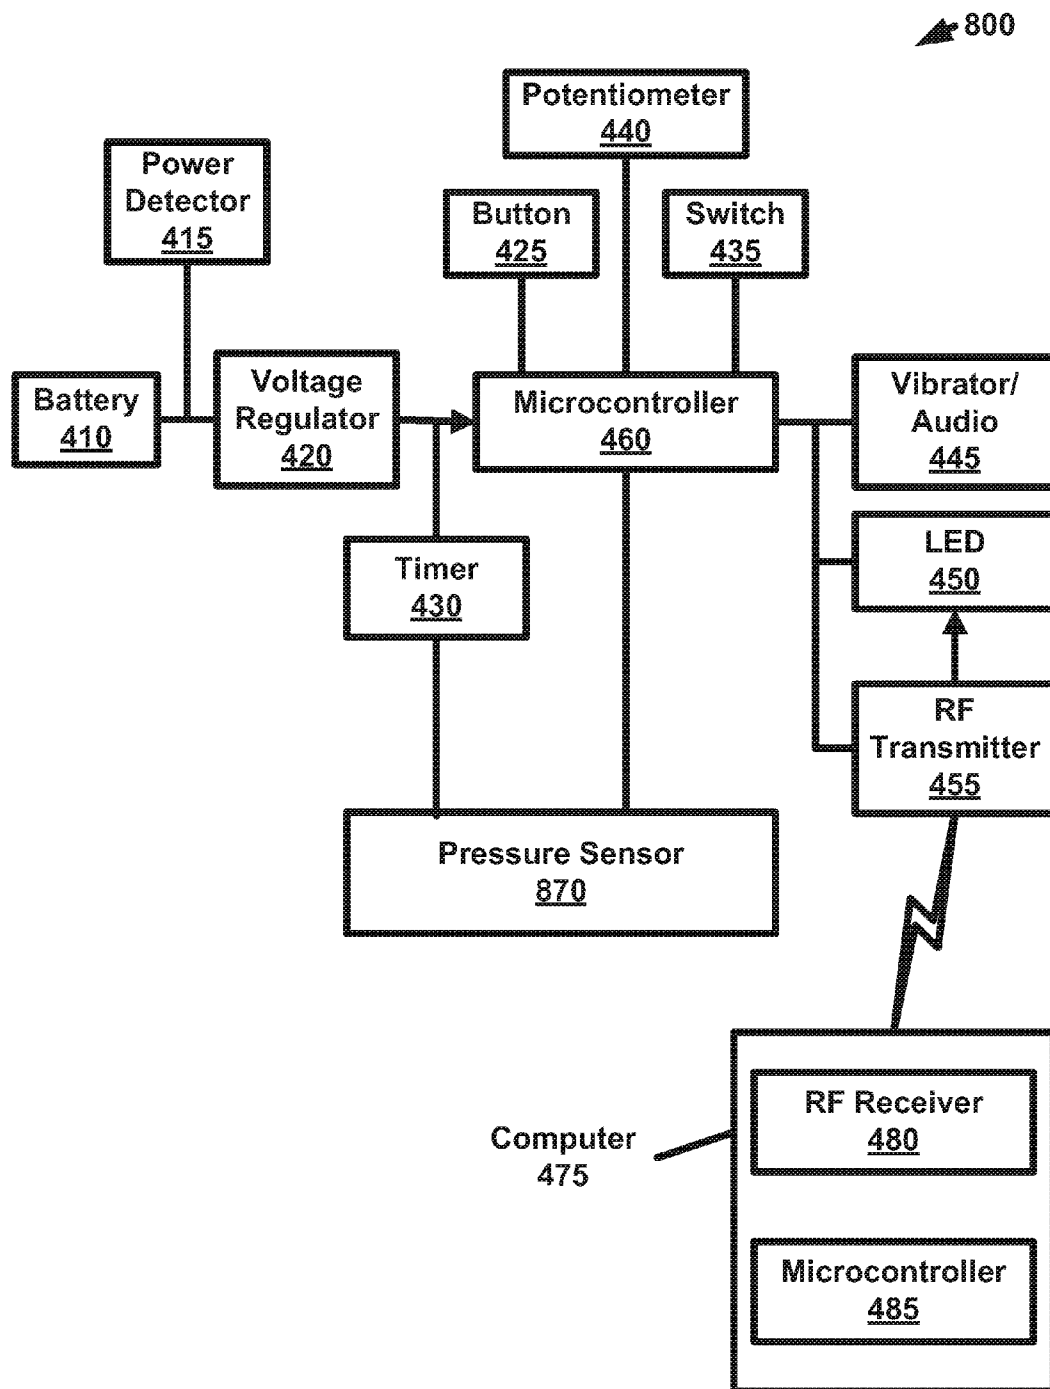 800
Potentiometer
440
Power
Detector
415
Button
425
Switch
435
Battery
410
Voltage
Regulator
420
Microcontroller
460
Vibrator/
Audio
445
LED
450
Timer
430
RF
Transmitter
455
Pressure Sensor
870
Computer
475
RF Receiver
480
Microcontroller
485